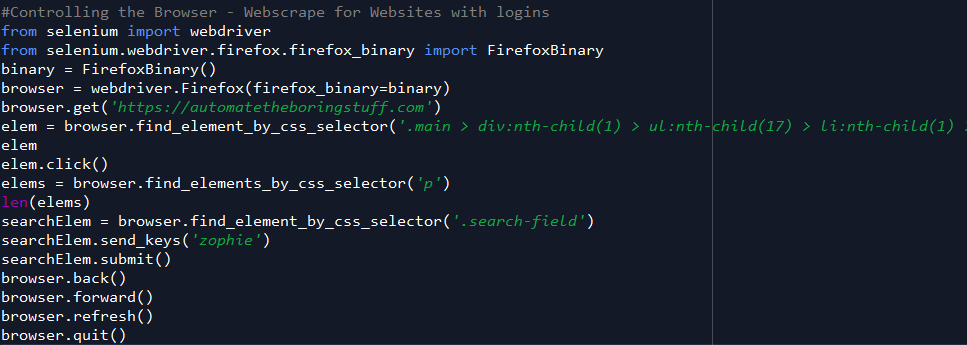 #Controlling the Browser - Webscrape for Websites with logins
from selenium import webdriver
from selenium.webdriver.firefox.firefox_binary import FirefoxBinary
binary = FirefoxBinary()
browser = webdriver.Firefox(firefox_binary=binary)
browser.get('https://automatetheboringstuff.com')
elem = browser.find_element_by_css_selector('.main > div:nth-child(1) > ul:nth-child(17) > li:nth-child(1)
elem
elem.click()
elems = browser.find_elements_by_css_selector('p')
len(elems)
searchElem = browser.find_element_by_css_selector('.search-field')
searchElem.send_keys('zophie')
searchElem.submit()
browser.back()
browser.forward()
browser.refresh()
browser.quit()